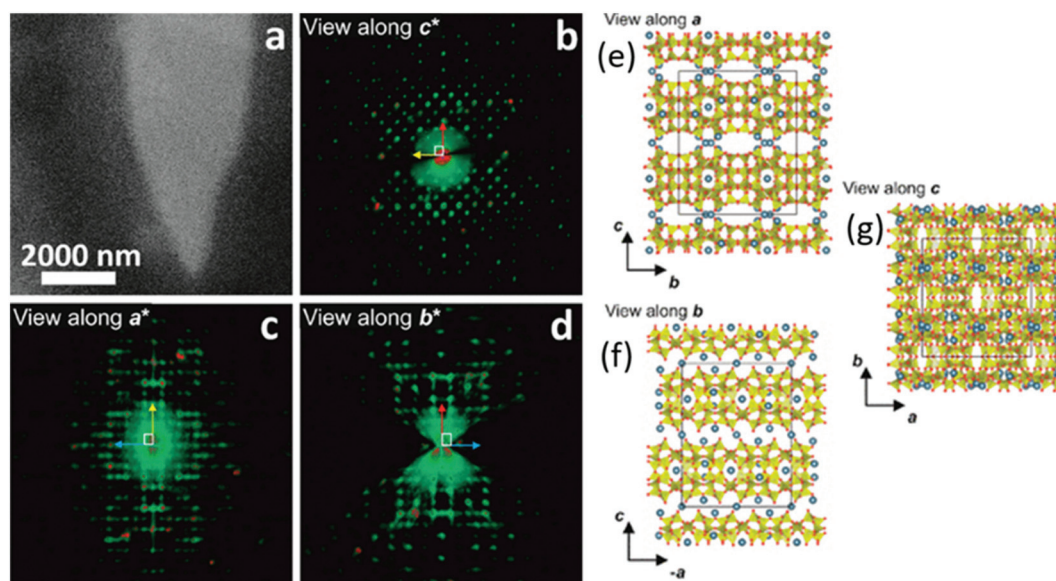 a
2000 nm
View along c*
b
View along a*
c
View along b*
d
View along a
(e)
c
b
View along b
(f)
c
-a
View along c
(g)
b
a